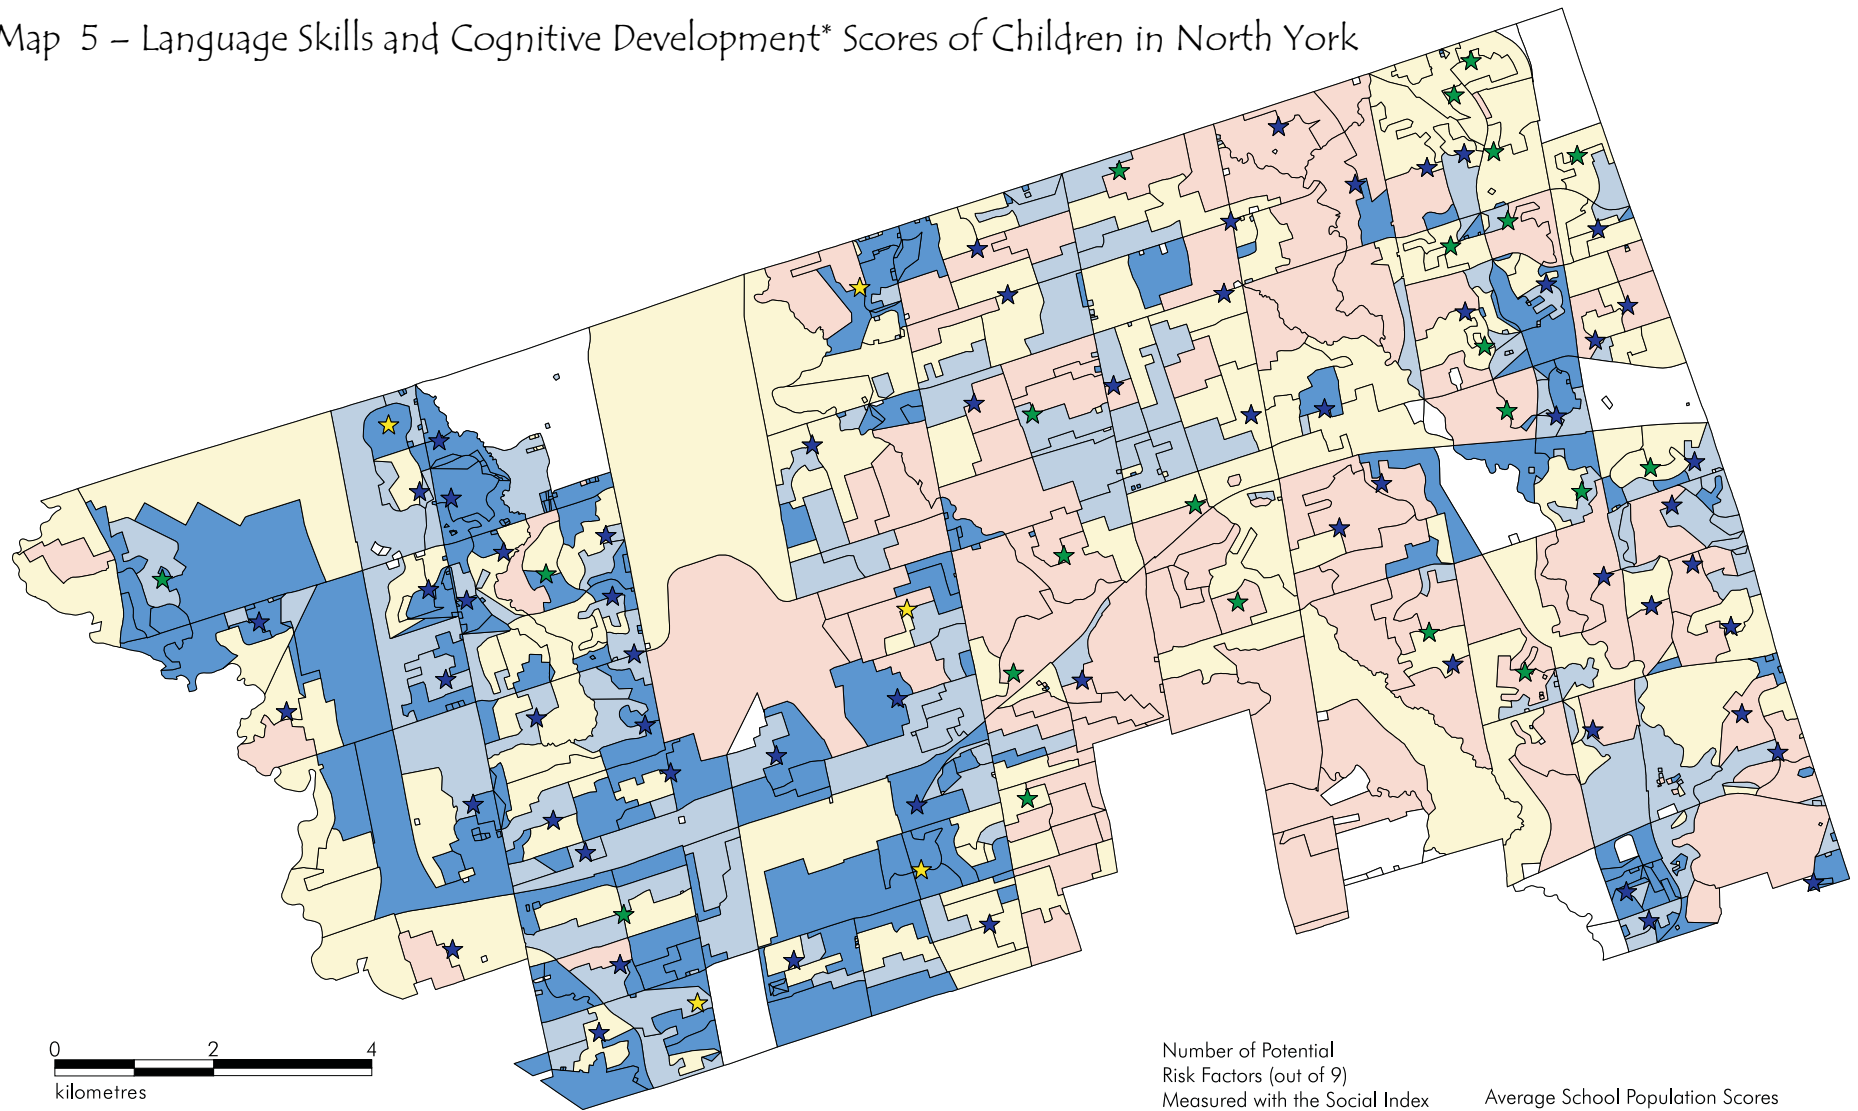 Map 5 – Language Skills and Cognitive Development* Scores of Children in North York
0 2 4
kilometres
Number of Potential
Risk Factors (out of 9)
Measured with the Social Index
Average School Population Scores